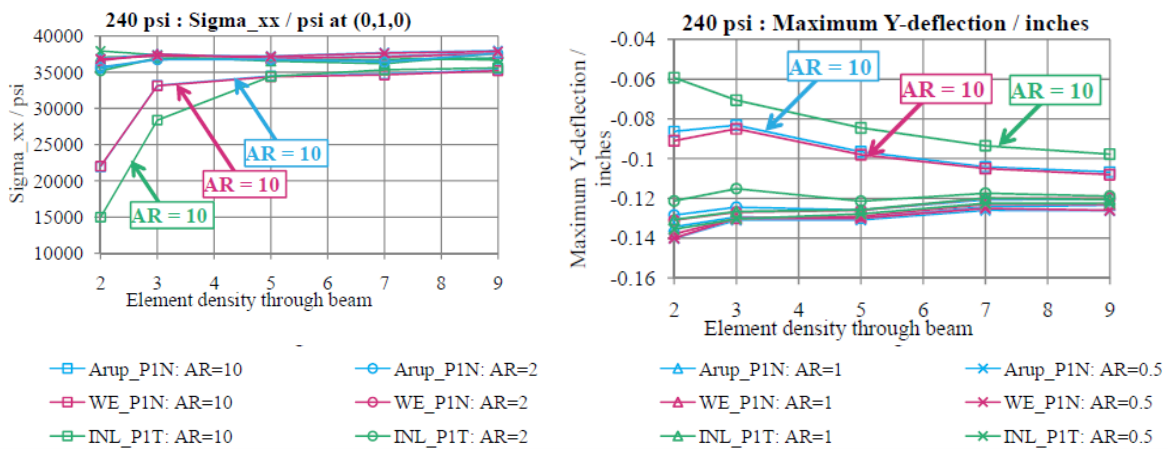 240 psi : Sigma_xx / psi at (0,1,0)
Sigma_xx / psi
40000
35000
30000
25000
20000
15000
10000
AR = 10
AR = 10
AR = 10
2 3 4 5 6 7 8 9
Element density through beam
240 psi : Maximum Y-deflection / inches
Maximum Y-deflection /
inches
-0.04
-0.06
-0.08
-0.1
-0.12
-0.14
-0.16
AR = 10
AR = 10
AR = 10
2 3 4 5 6 7 8 9
Element density through beam
Arup_P1N: AR=10 Arup_P1N: AR=2 Arup_P1N: AR=1 Arup_P1N: AR=0.5
WE_P1N: AR=10 WE_P1N: AR=2 WE_P1N: AR=1 WE_P1N: AR=0.5
INL_P1T: AR=10 INL_P1T: AR=2 INL_P1T: AR=1 INL_P1T: AR=0.5